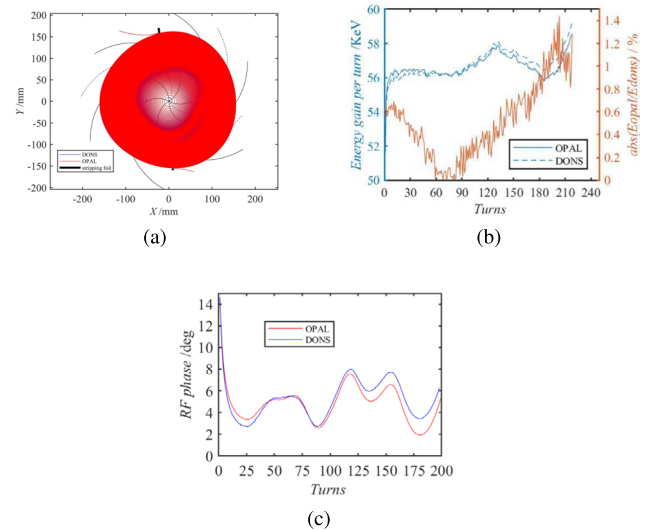 200
150
100
50
0
-50
-100
-150
-200
Y /mm
DONS
OPAL
stripping foil
-200 -100 0 100 200
X /mm
(a)
60
58
56
54
52
50
Energy gain per turn /KeV
1.4
1.2
1
0.8
0.6
0.4
0.2
0
abs(Eopal/Edons) / %
OPAL
DONS
0 30 60 90 120 150 180 210 240
Turns
(b)
14
12
10
8
6
4
2
0
RF phase /deg
OPAL
DONS
0 25 50 75 100 125 150 175 200
Turns
(c)